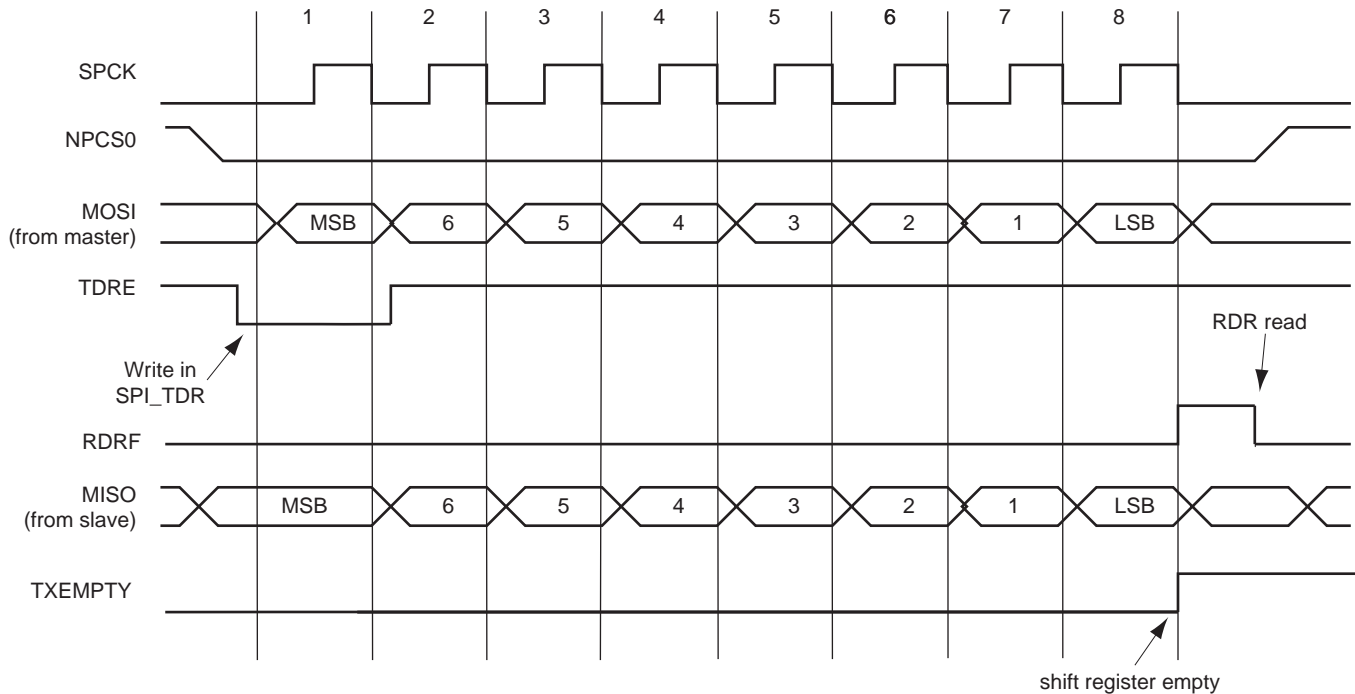 1 2 3 4 5 6 7 8
SPCK
NPCS0
MOSI
(from master)
MSB 6 5 4 3 2 1 LSB
TDRE
RDR read
Write in
SPI_TDR
RDRF
MISO
(from slave)
MSB 6 5 4 3 2 1 LSB
TXEMPTY
shift register empty